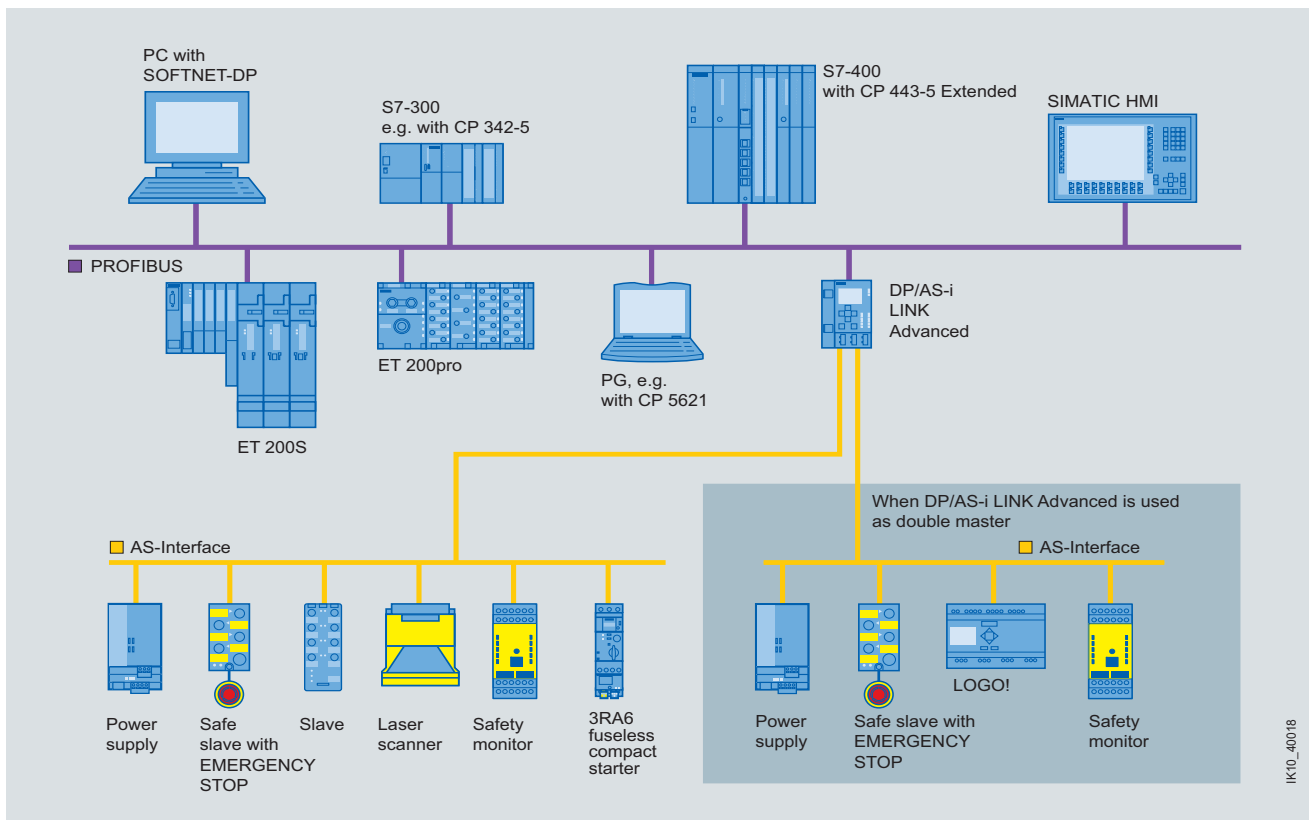 PC with
SOFTNET-DP
S7-300
e.g. with CP 342-5
S7-400
with CP 443-5 Extended
SIMATIC HMI
PROFIBUS
ET 200S
ET 200pro
PG, e.g.
with CP 5621
DP/AS-i
LINK
Advanced
When DP/AS-i LINK Advanced is used
as double master
AS-Interface
AS-Interface
Power
supply
Safe
slave with
EMERGENCY
STOP
Slave
Laser
scanner
Safety
monitor
3RA6
fuseless
compact
starter
Power
supply
Safe slave with
EMERGENCY
STOP
LOGO!
Safety
monitor
IK10_40018